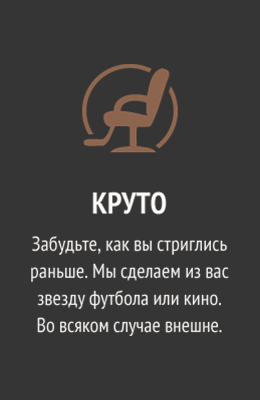 КРУТО
Забудьте, как вы стриглись
раньше. Мы сделаем из вас
звезду футбола или кино.
Во всяком случае внешне.